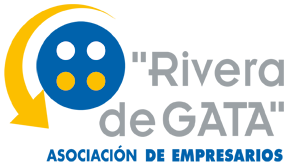 "Rivera
de GATA"
ASOCIACIÓN DE EMPRESARIOS